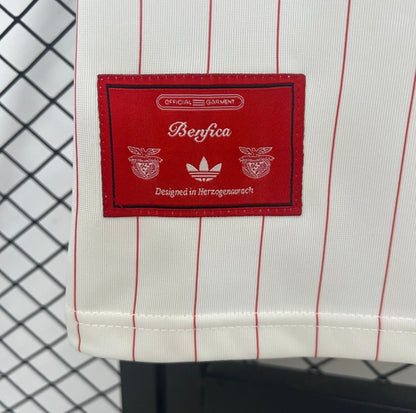 OFFICIAL GARMENT
Benfica
Designed in Herzogenaurach